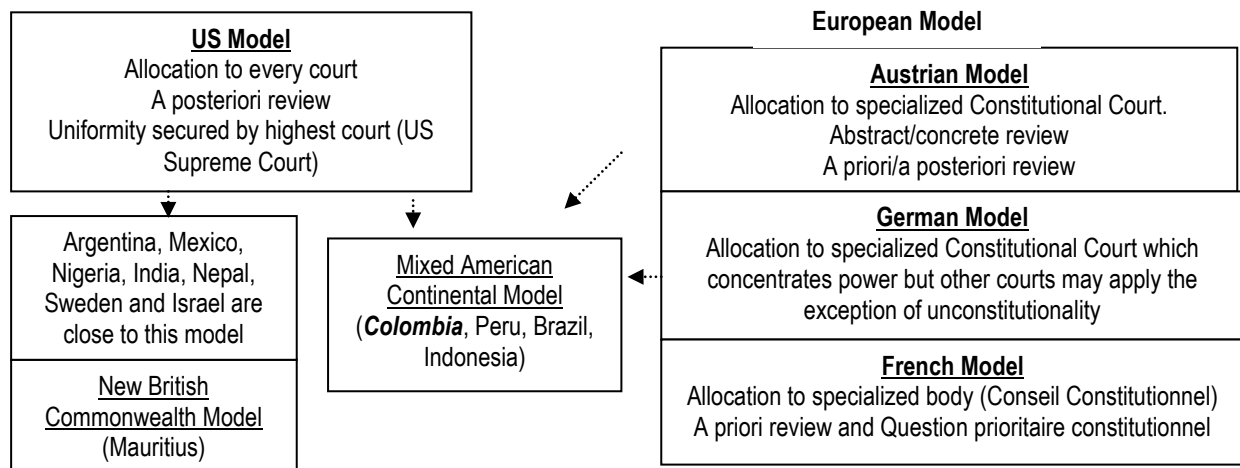 US Model
Allocation to every court
A posteriori review
Uniformity secured by highest court (US
Supreme Court)
Argentina, Mexico,
Nigeria, India, Nepal,
Sweden and Israel are
close to this model
New British
Commonwealth Model
(Mauritius)
Mixed American
Continental Model
(Colombia, Peru, Brazil,
Indonesia)
European Model
Austrian Model
Allocation to specialized Constitutional Court.
Abstract/concrete review
A priori/a posteriori review
German Model
Allocation to specialized Constitutional Court which
concentrates power but other courts may apply the
exception of unconstitutionality
French Model
Allocation to specialized body (Conseil Constitutionnel)
A priori review and Question prioritaire constitutionnel